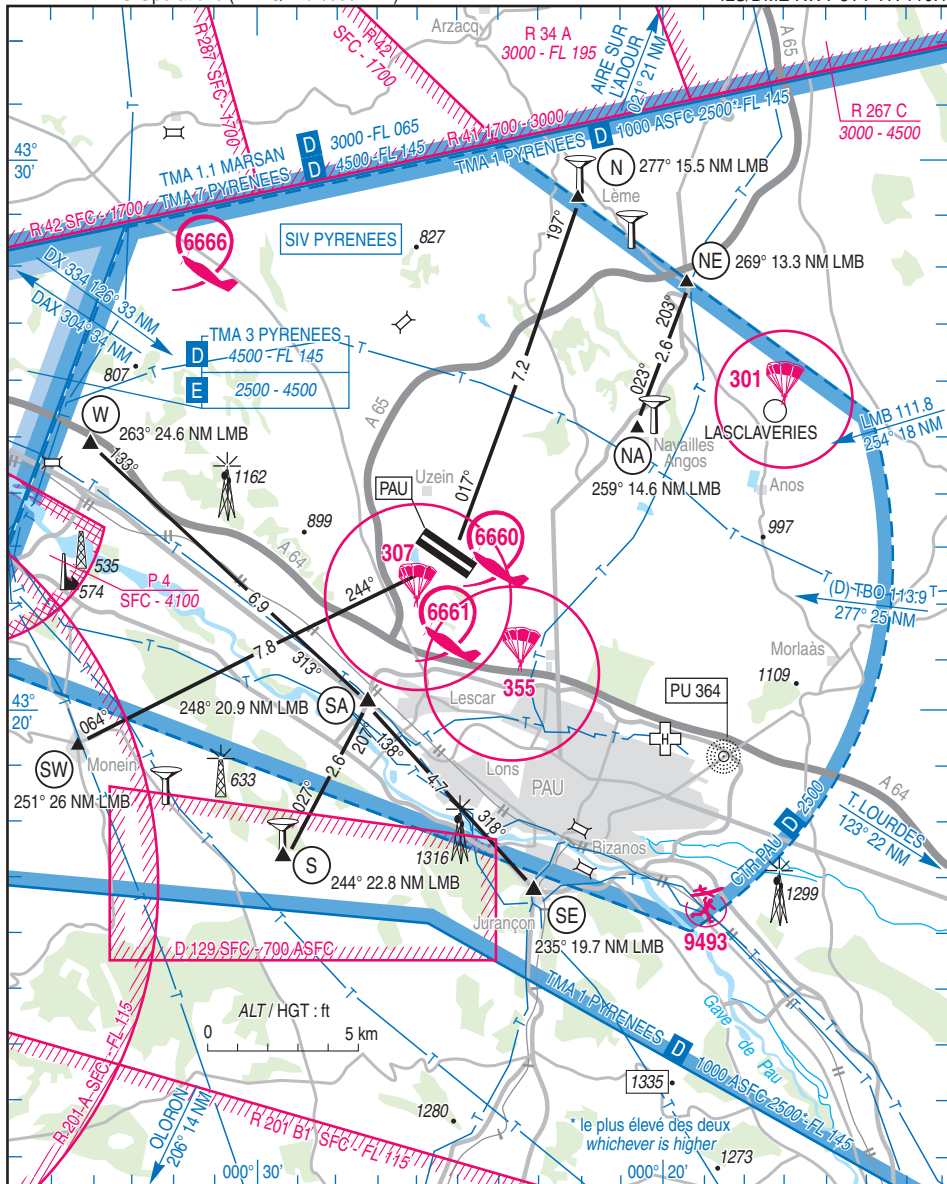 Arzacq
R 34 A
3000 - FL 195
A 65
R 287 SFC - 1700
R 42
SFC - 1700
AIRE SUR
L'ADOUR
021° 21 NM
R 267 C
3000 - 4500
43°
30'
TMA 1.1 MARSAN D 3000 -FL 065
TMA 7 PYRENEES D 4500 -FL 145
R 41 1700 - 3000
TMA 1 PYRENEES D 1000 ASFC 2500*-FL 145
R 42 SFC - 1700
N
277° 15.5 NM LMB
Lème
197°
6666
SIV PYRENEES
827
NE
269° 13.3 NM LMB
DX 334 126° 33 NM
DAX 304° 34 NM
TMA 3 PYRENEES
D 4500 -FL 145
E 2500 - 4500
807
203°
2.6
023°
7.2
301
LASCLAVERIES
LMB 111.8
254° 18 NM
W
263° 24.6 NM LMB
133°
A 65
NA
Navailles
Angos
259° 14.6 NM LMB
1162
Uzein
PAU
017°
Anos
899
997
A 64
307
6660
535
574
P 4
SFC - 4100
244°
6661
(D) TBO 113.9
277° 25 NM
6.9
7.8
313°
355
Morlaàs
1109
PU 364
43°
20'
248° 20.9 NM LMB
SA
Lescar
064°
SW
Monein
251° 26 NM LMB
207°
138°
2.6
027°
4.7
318°
633
Lons
PAU
A 64
T. LOURDES
123° 22 NM
CTR PAU D 2500
1316
Bizanos
S
244° 22.8 NM LMB
1299
SE
Jurançon
235° 19.7 NM LMB
9493
D 129 SFC - 700 ASFC
ALT / HGT : ft
0 5 km
TMA 1 PYRENEES D 1000 ASFC 2500*-FL 145
Gave de Pau
R 201 A SFC - FL 115
OLORON
206° 14 NM
R 201 B1 SFC - FL 115
1280
1335
* le plus élevé des deux
whichever is higher
1273
000° 30'
000° 20'